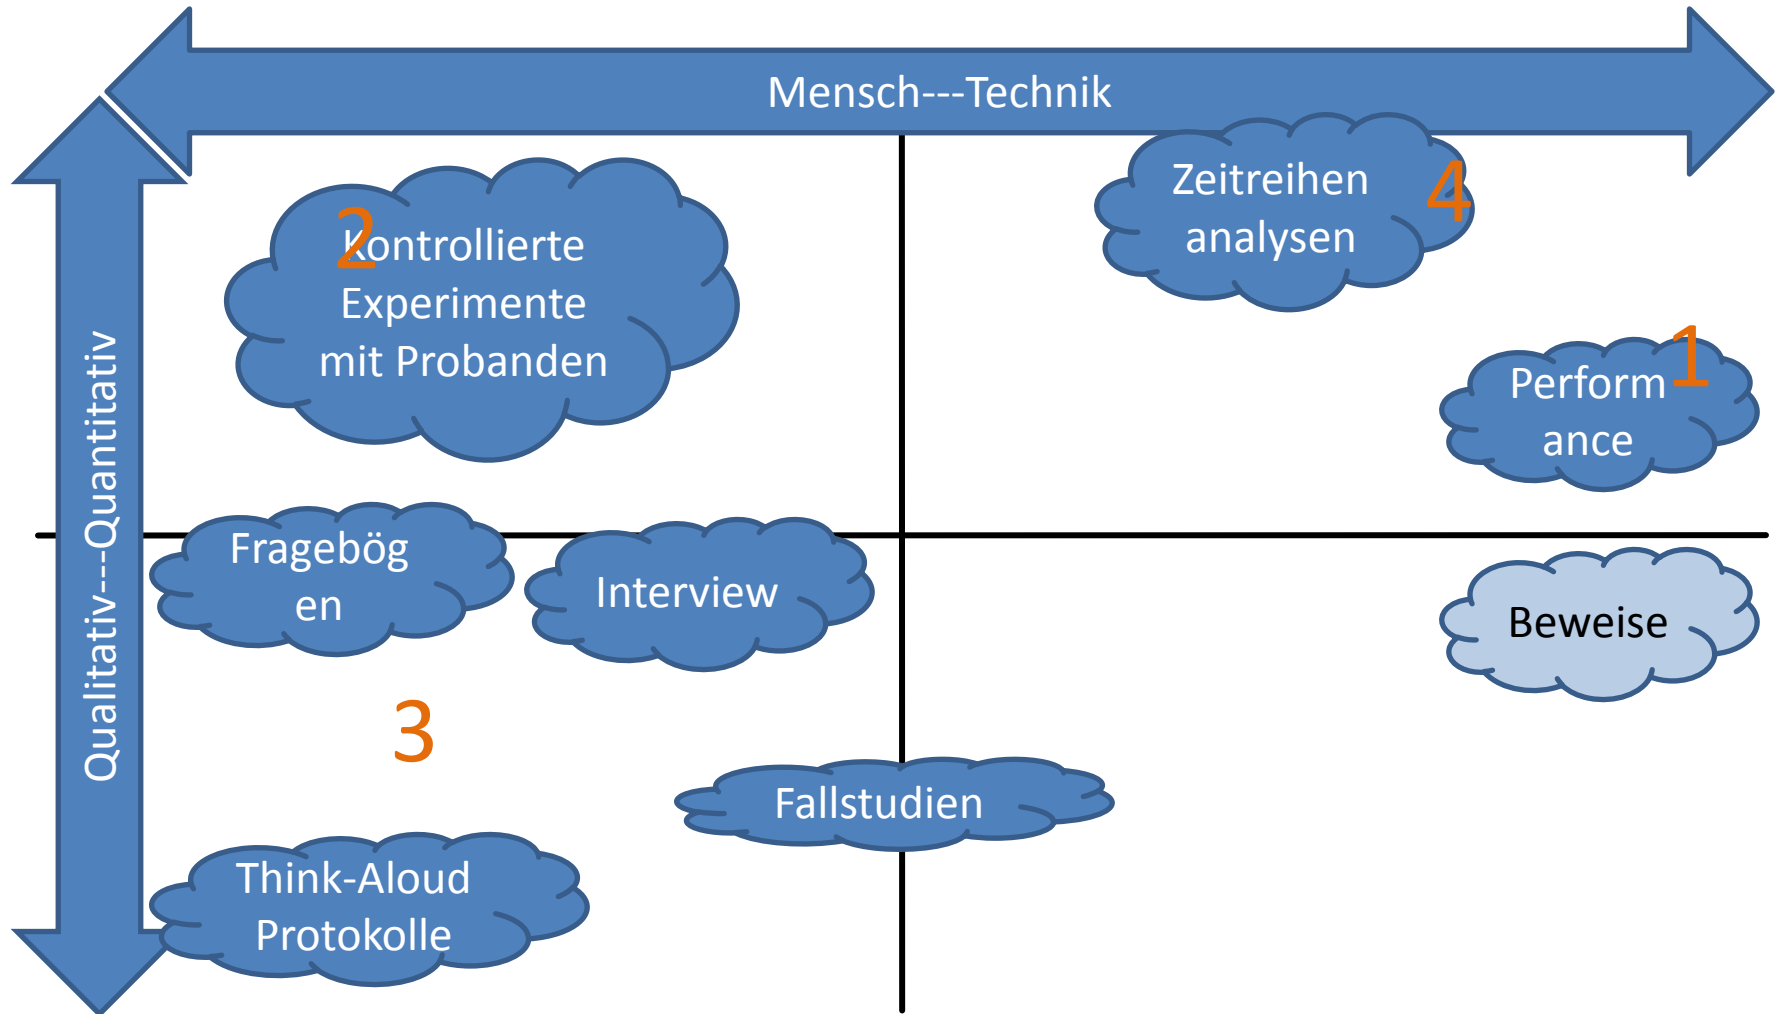 Mensch---Technik
Qualitativ----Quantitativ
2
Kontrollierte
Experimente
mit Probanden
Zeitreihen
analysen
4
1
Perform
ance
Fragebög
en
Interview
Beweise
3
Fallstudien
Think-Aloud
Protokolle